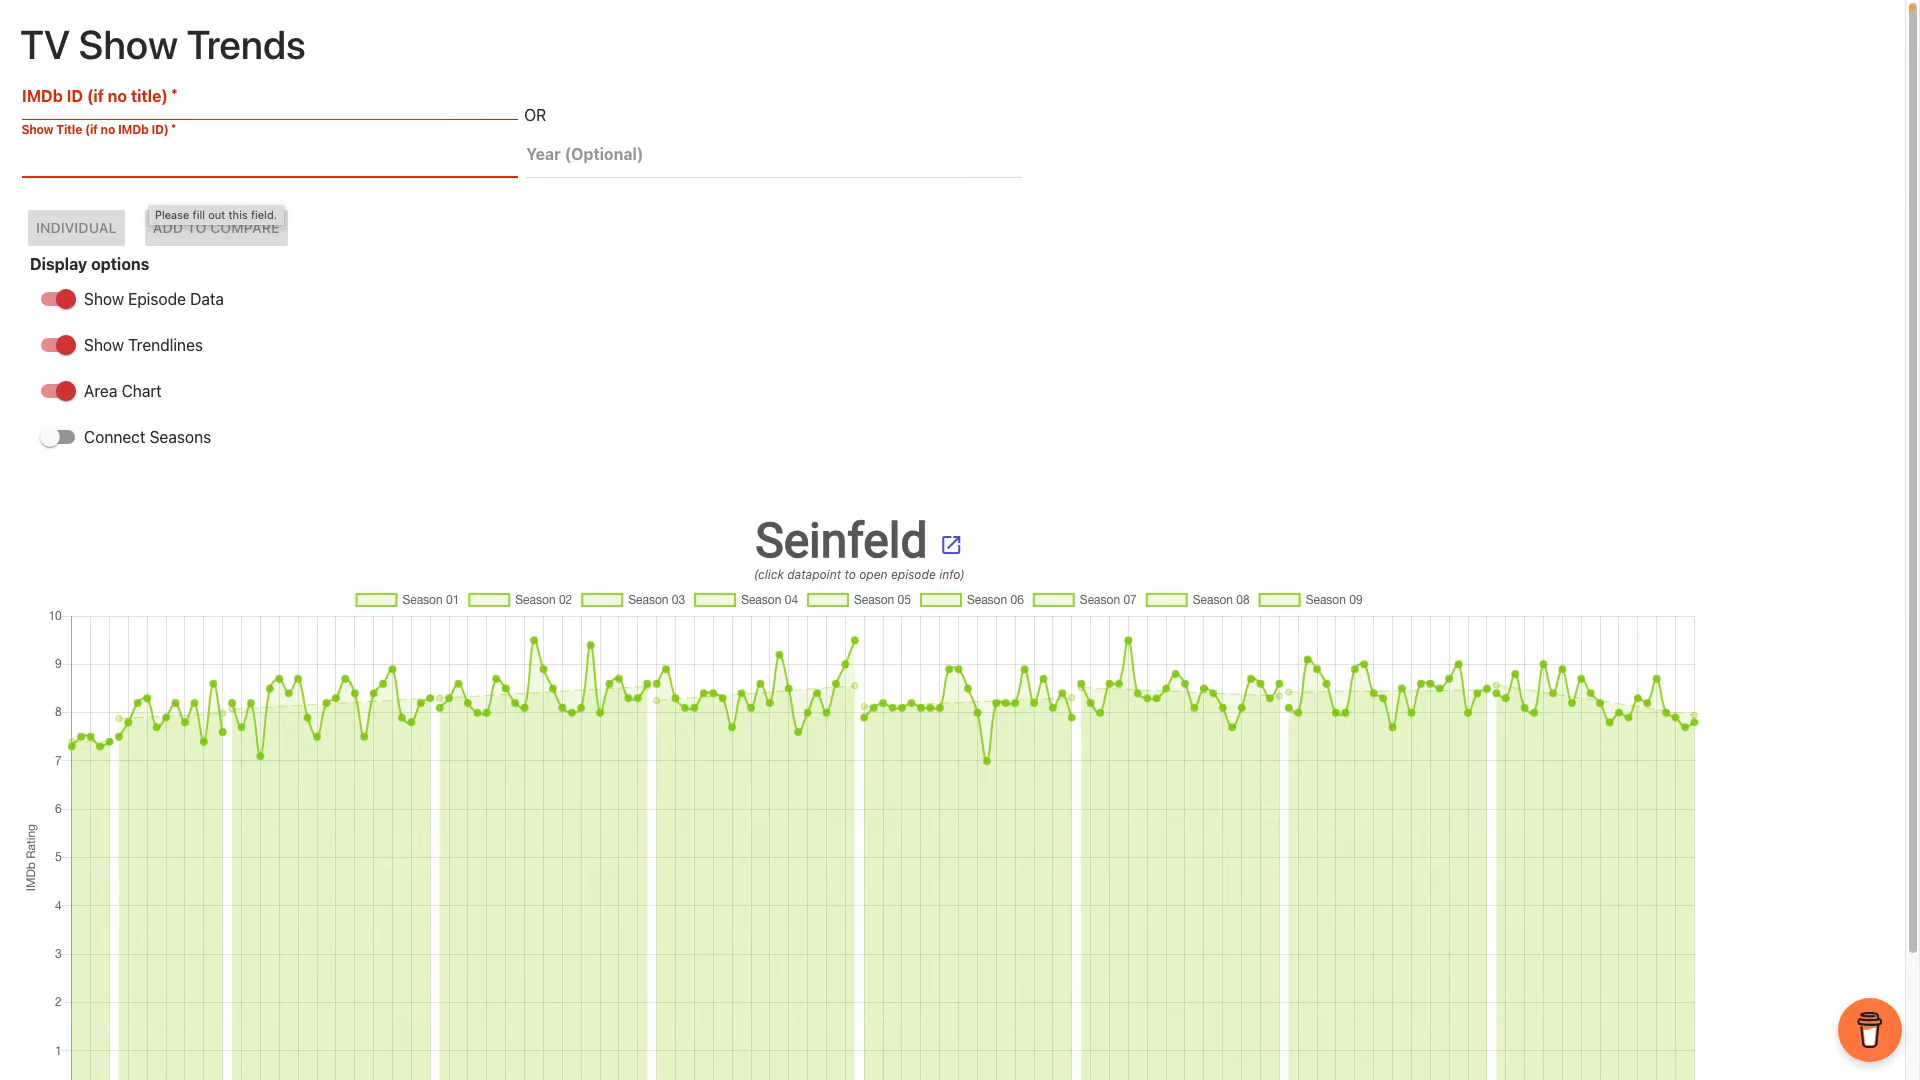 TV Show Trends
IMDb ID (if no title) *
OR
Show Title (if no IMDb ID) *
Year (Optional)
INDIVIDUAL
Please fill out this field.
ADD TO COMPARE
Display options
Show Episode Data
Show Trendlines
Area Chart
Connect Seasons
Seinfeld
(click datapoint to open episode info)
Season 01 Season 02 Season 03 Season 04 Season 05 Season 06 Season 07 Season 08 Season 09
10
9
8
7
6
5
4
3
2
1
IMDb Rating